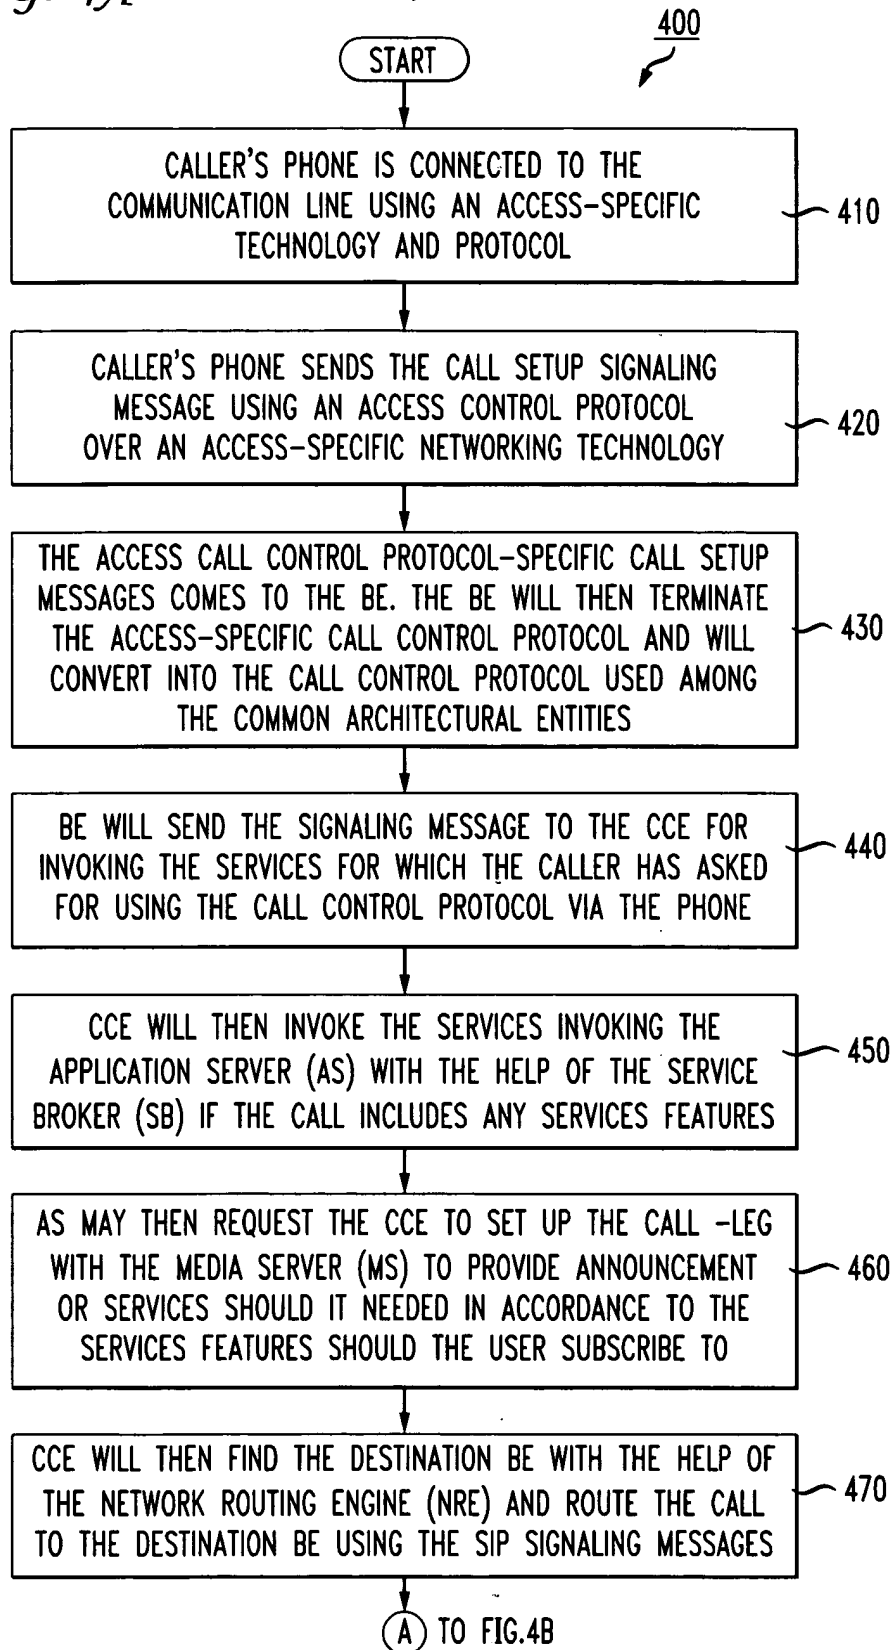 400
START
CALLER'S PHONE IS CONNECTED TO THE
COMMUNICATION LINE USING AN ACCESS-SPECIFIC
TECHNOLOGY AND PROTOCOL
410
CALLER'S PHONE SENDS THE CALL SETUP SIGNALING
MESSAGE USING AN ACCESS CONTROL PROTOCOL
OVER AN ACCESS-SPECIFIC NETWORKING TECHNOLOGY
420
THE ACCESS CALL CONTROL PROTOCOL-SPECIFIC CALL SETUP
MESSAGES COMES TO THE BE. THE BE WILL THEN TERMINATE
THE ACCESS-SPECIFIC CALL CONTROL PROTOCOL AND WILL
CONVERT INTO THE CALL CONTROL PROTOCOL USED AMONG
THE COMMON ARCHITECTURAL ENTITIES
430
BE WILL SEND THE SIGNALING MESSAGE TO THE CCE FOR
INVOKING THE SERVICES FOR WHICH THE CALLER HAS ASKED
FOR USING THE CALL CONTROL PROTOCOL VIA THE PHONE
440
CCE WILL THEN INVOKE THE SERVICES INVOKING THE
APPLICATION SERVER (AS) WITH THE HELP OF THE SERVICE
BROKER (SB) IF THE CALL INCLUDES ANY SERVICES FEATURES
450
AS MAY THEN REQUEST THE CCE TO SET UP THE CALL -LEG
WITH THE MEDIA SERVER (MS) TO PROVIDE ANNOUNCEMENT
OR SERVICES SHOULD IT NEEDED IN ACCORDANCE TO THE
SERVICES FEATURES SHOULD THE USER SUBSCRIBE TO
460
CCE WILL THEN FIND THE DESTINATION BE WITH THE HELP OF
THE NETWORK ROUTING ENGINE (NRE) AND ROUTE THE CALL
TO THE DESTINATION BE USING THE SIP SIGNALING MESSAGES
470
A TO FIG.4B